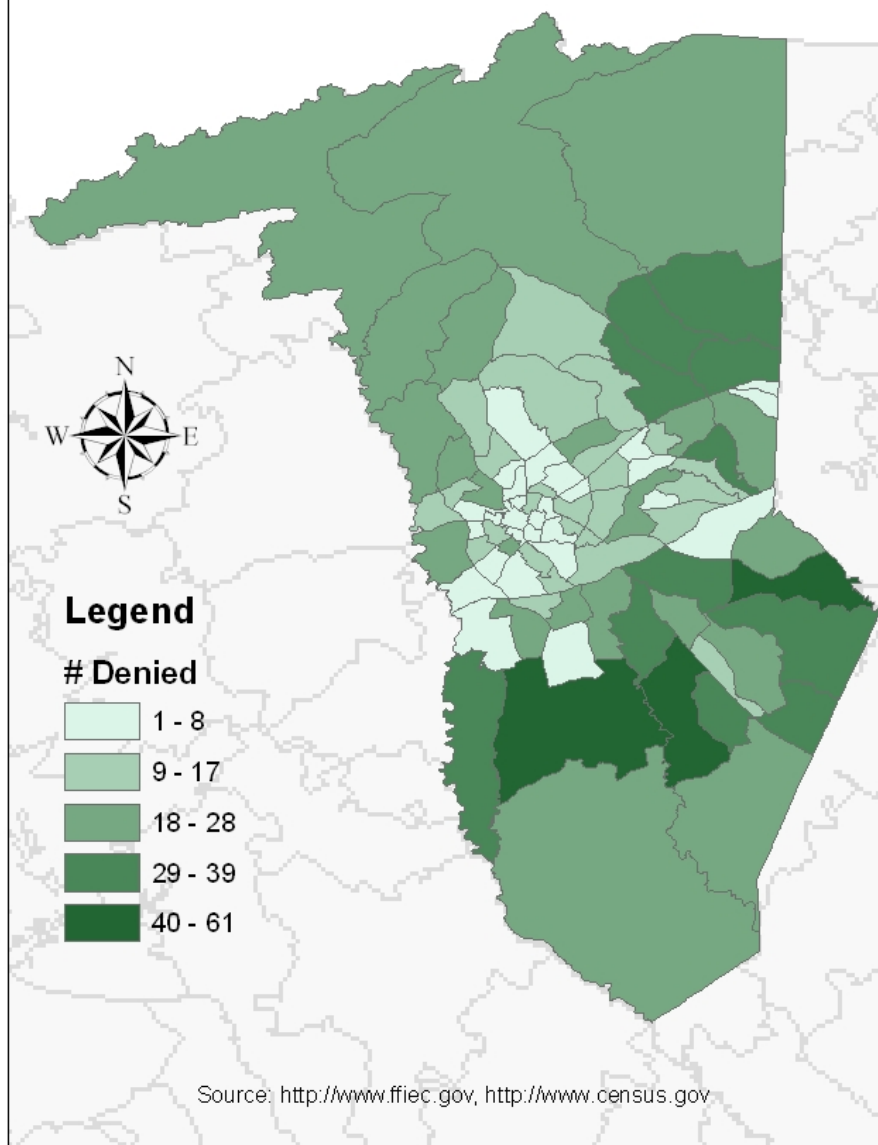 N
W E
S
Legend
# Denied
1 - 8
9 - 17
18 - 28
29 - 39
40 - 61
Source: http://www.ffiec.gov, http://www.census.gov